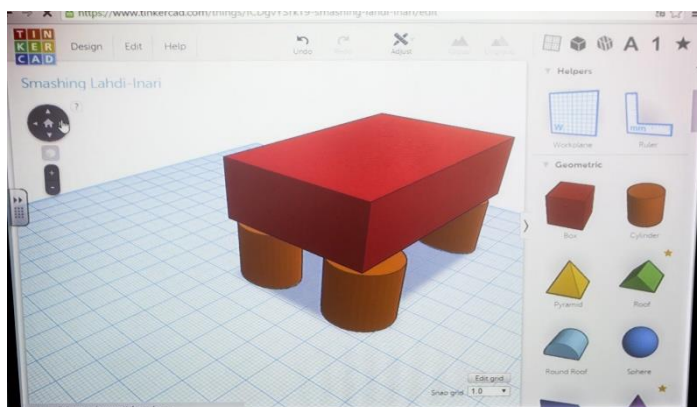 https://www.tinkercad.com/things/
TIN
KER
CAD
Design Edit Help
Undo
Adjust
A 1
Smashing Lahdi-Inari
?
+
-
Helpers
Workplane
Ruler
mm
Geometric
Box
Cylinder
Pyramid
Roof
Round Roof
Sphere
Edit grid
Snap grid 1.0